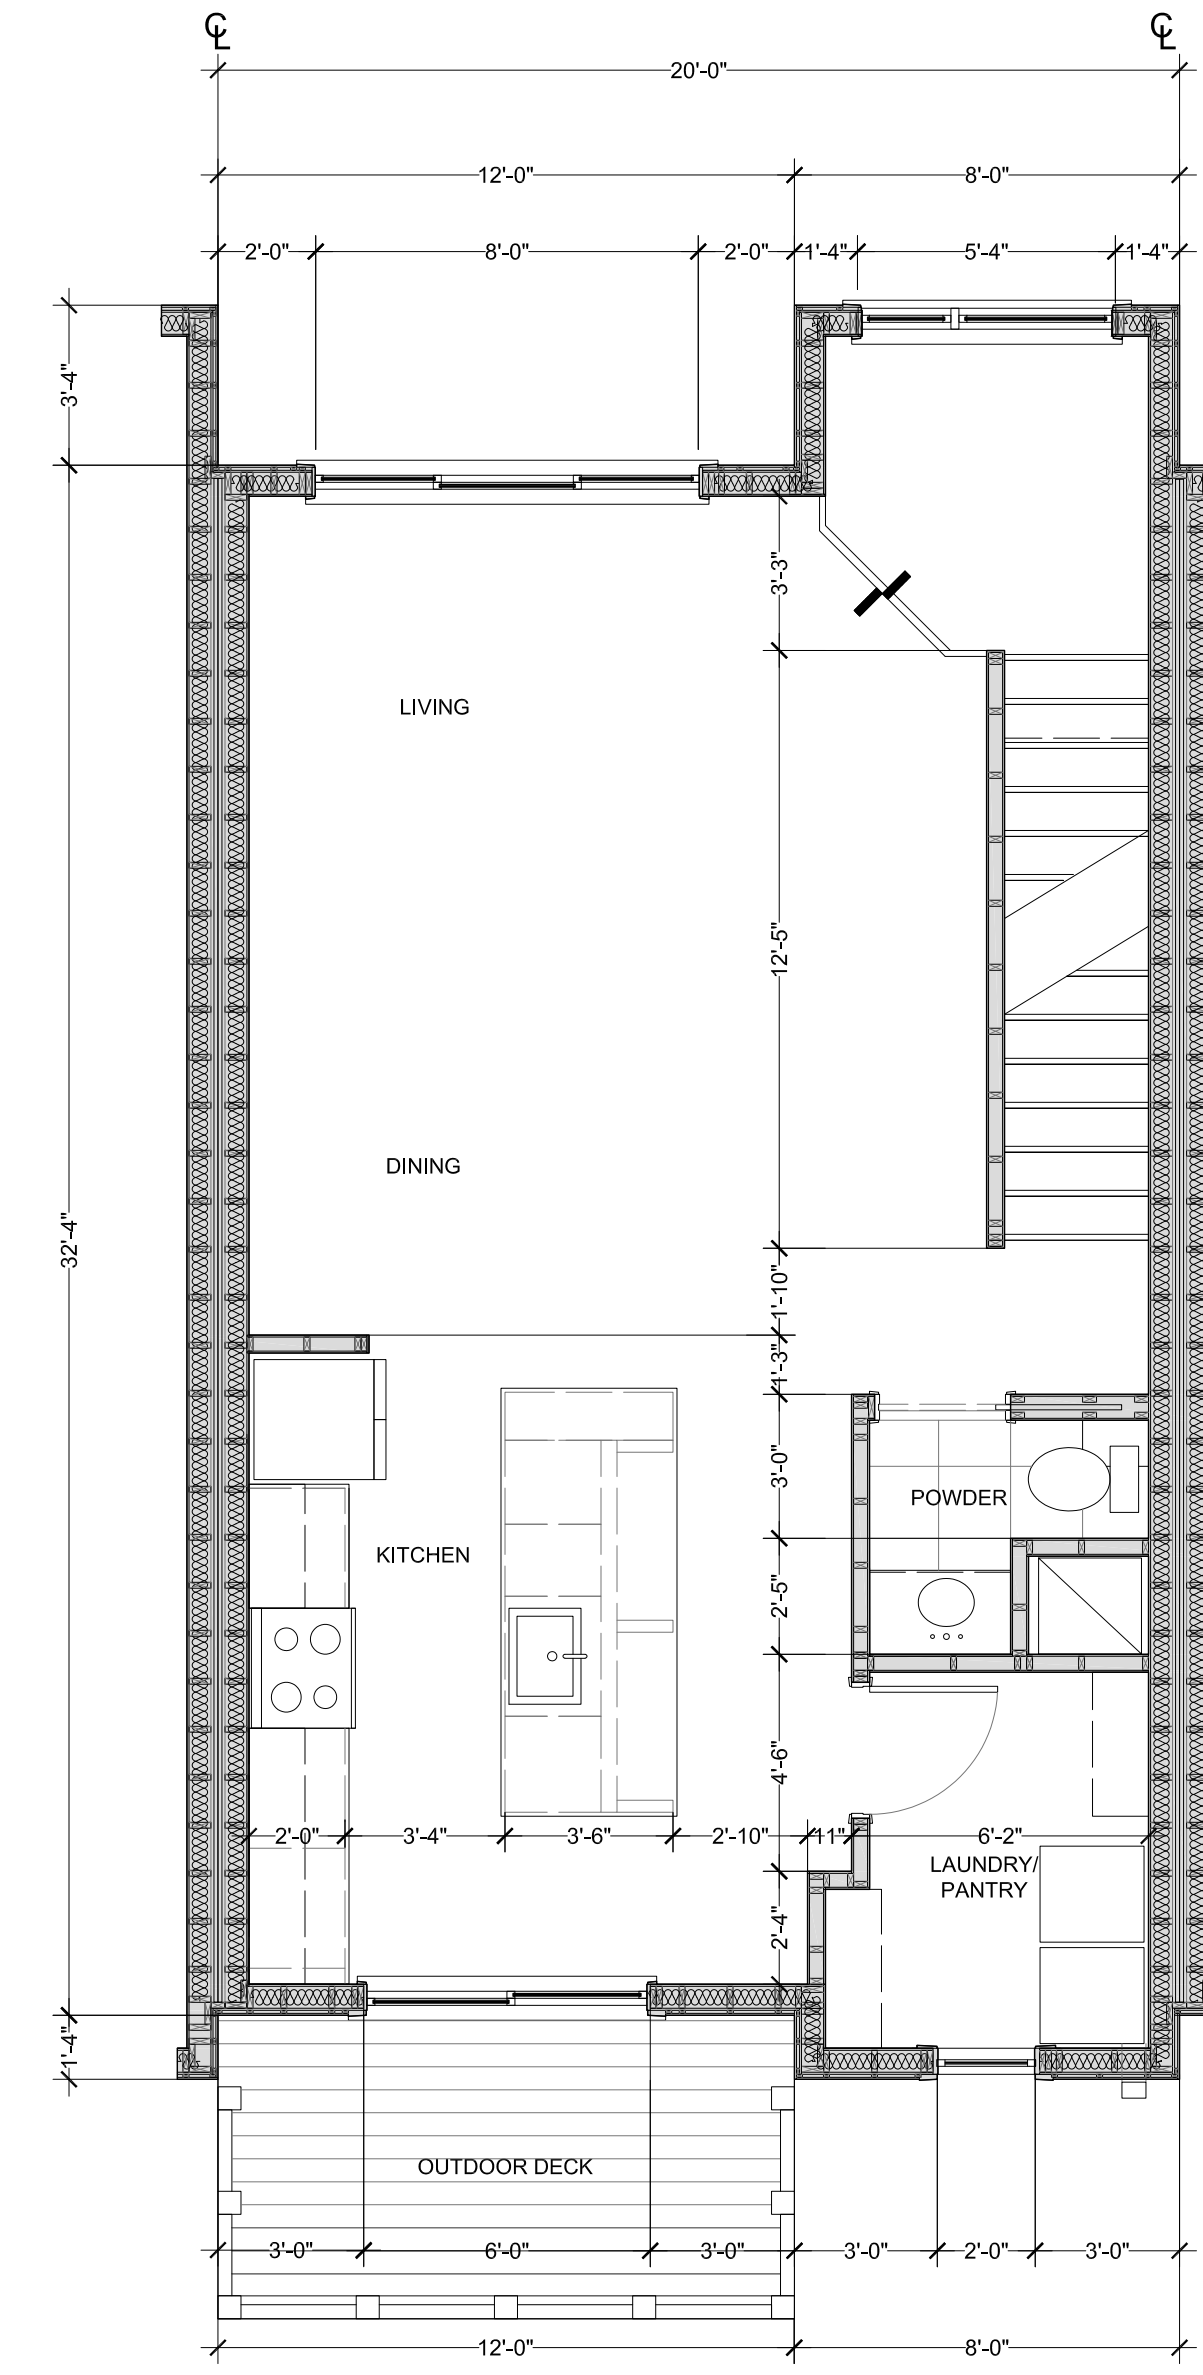 ℄ ℄
20'-0"
12'-0" 8'-0"
2'-0" 8'-0" 2'-0" 1'-4" 5'-4" 1'-4"
3'-4"
3'-3"
LIVING
12'-5"
DINING
32'-4"
1'-10"
1'-3"
3'-0"
POWDER
KITCHEN
2'-5"
4'-6"
2'-0" 3'-4" 3'-6" 2'-10" 11" 6'-2"
LAUNDRY/
PANTRY
2'-4"
1'-4"
OUTDOOR DECK
3'-0" 6'-0" 3'-0" 3'-0" 2'-0" 3'-0"
12'-0" 8'-0"